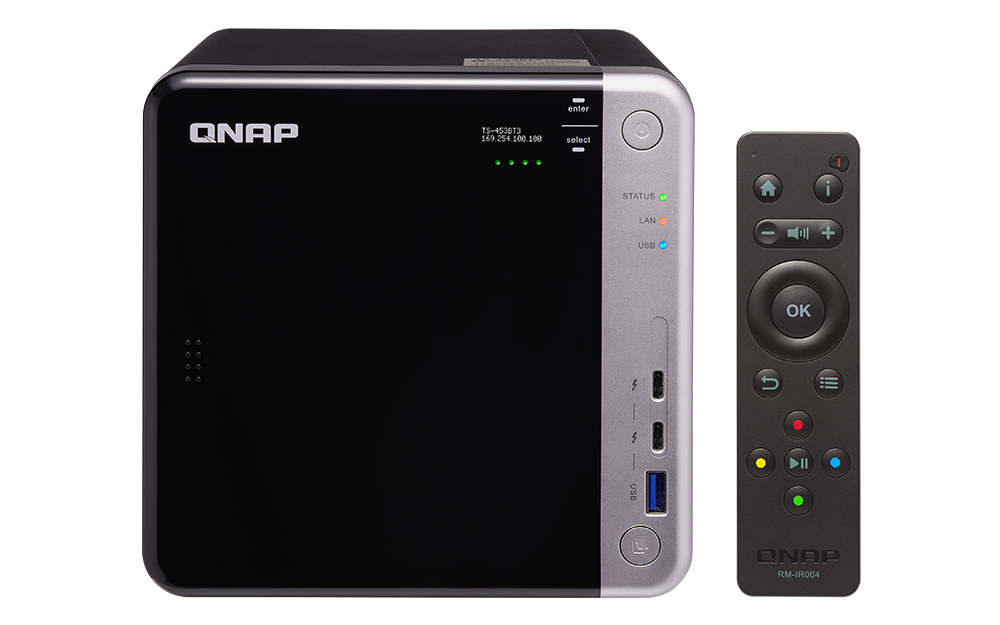 QNAP
TS-453BT3
169.254.100.100
enter
select
STATUS
LAN
USB
USB
i
OK
QNAP
RM-IR004